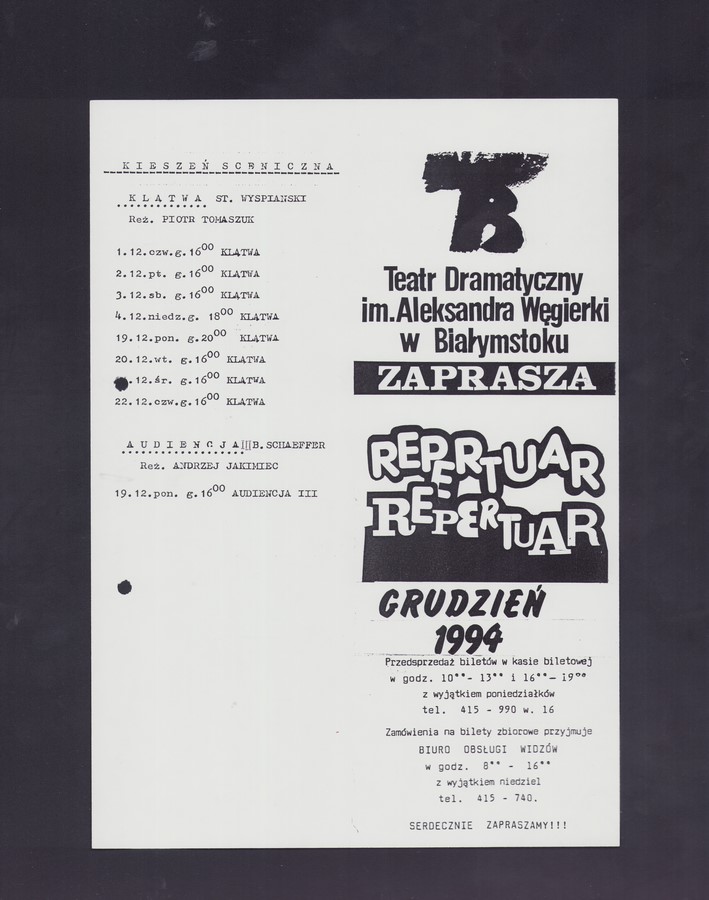 KIESZEŃ SCENICZNA
KLĄTWA ST. WYSPIAŃSKI
Reż. PIOTR TOMASZUK
1.12.czw.g.16⁰⁰ KLĄTWA
2.12.pt. g.16⁰⁰ KLĄTWA
3.12.sb. g.16⁰⁰ KLĄTWA
4.12.niedz.g. 18⁰⁰ KLĄTWA
19.12.pon. g.20⁰⁰ KLĄTWA
20.12.wt. g.16⁰⁰ KLĄTWA
.12.śr. g.16⁰⁰ KLĄTWA
22.12.czw.g.16⁰⁰ KLĄTWA
AUDIENCJA III B.SCHAEFFER
Reż. ANDRZEJ JAKIMIEC
19.12.pon. g.16⁰⁰ AUDIENCJA III
TB
Teatr Dramatyczny
im.Aleksandra Węgierki
w Białymstoku
ZAPRASZA
REPERTUAR
REPERTUAR
GRUDZIEŃ
1994
Przedsprzedaż biletów w kasie biletowej
w godz. 10⁰⁰- 13⁰⁰ i 16⁰⁰- 19⁰⁰
z wyjątkiem poniedziałków
tel. 415 - 990 w. 16
Zamówienia na bilety zbiorowe przyjmuje
BIURO OBSŁUGI WIDZÓW
w godz. 8⁰⁰ - 16⁰⁰
z wyjątkiem niedziel
tel. 415 - 740.
SERDECZNIE ZAPRASZAMY!!!